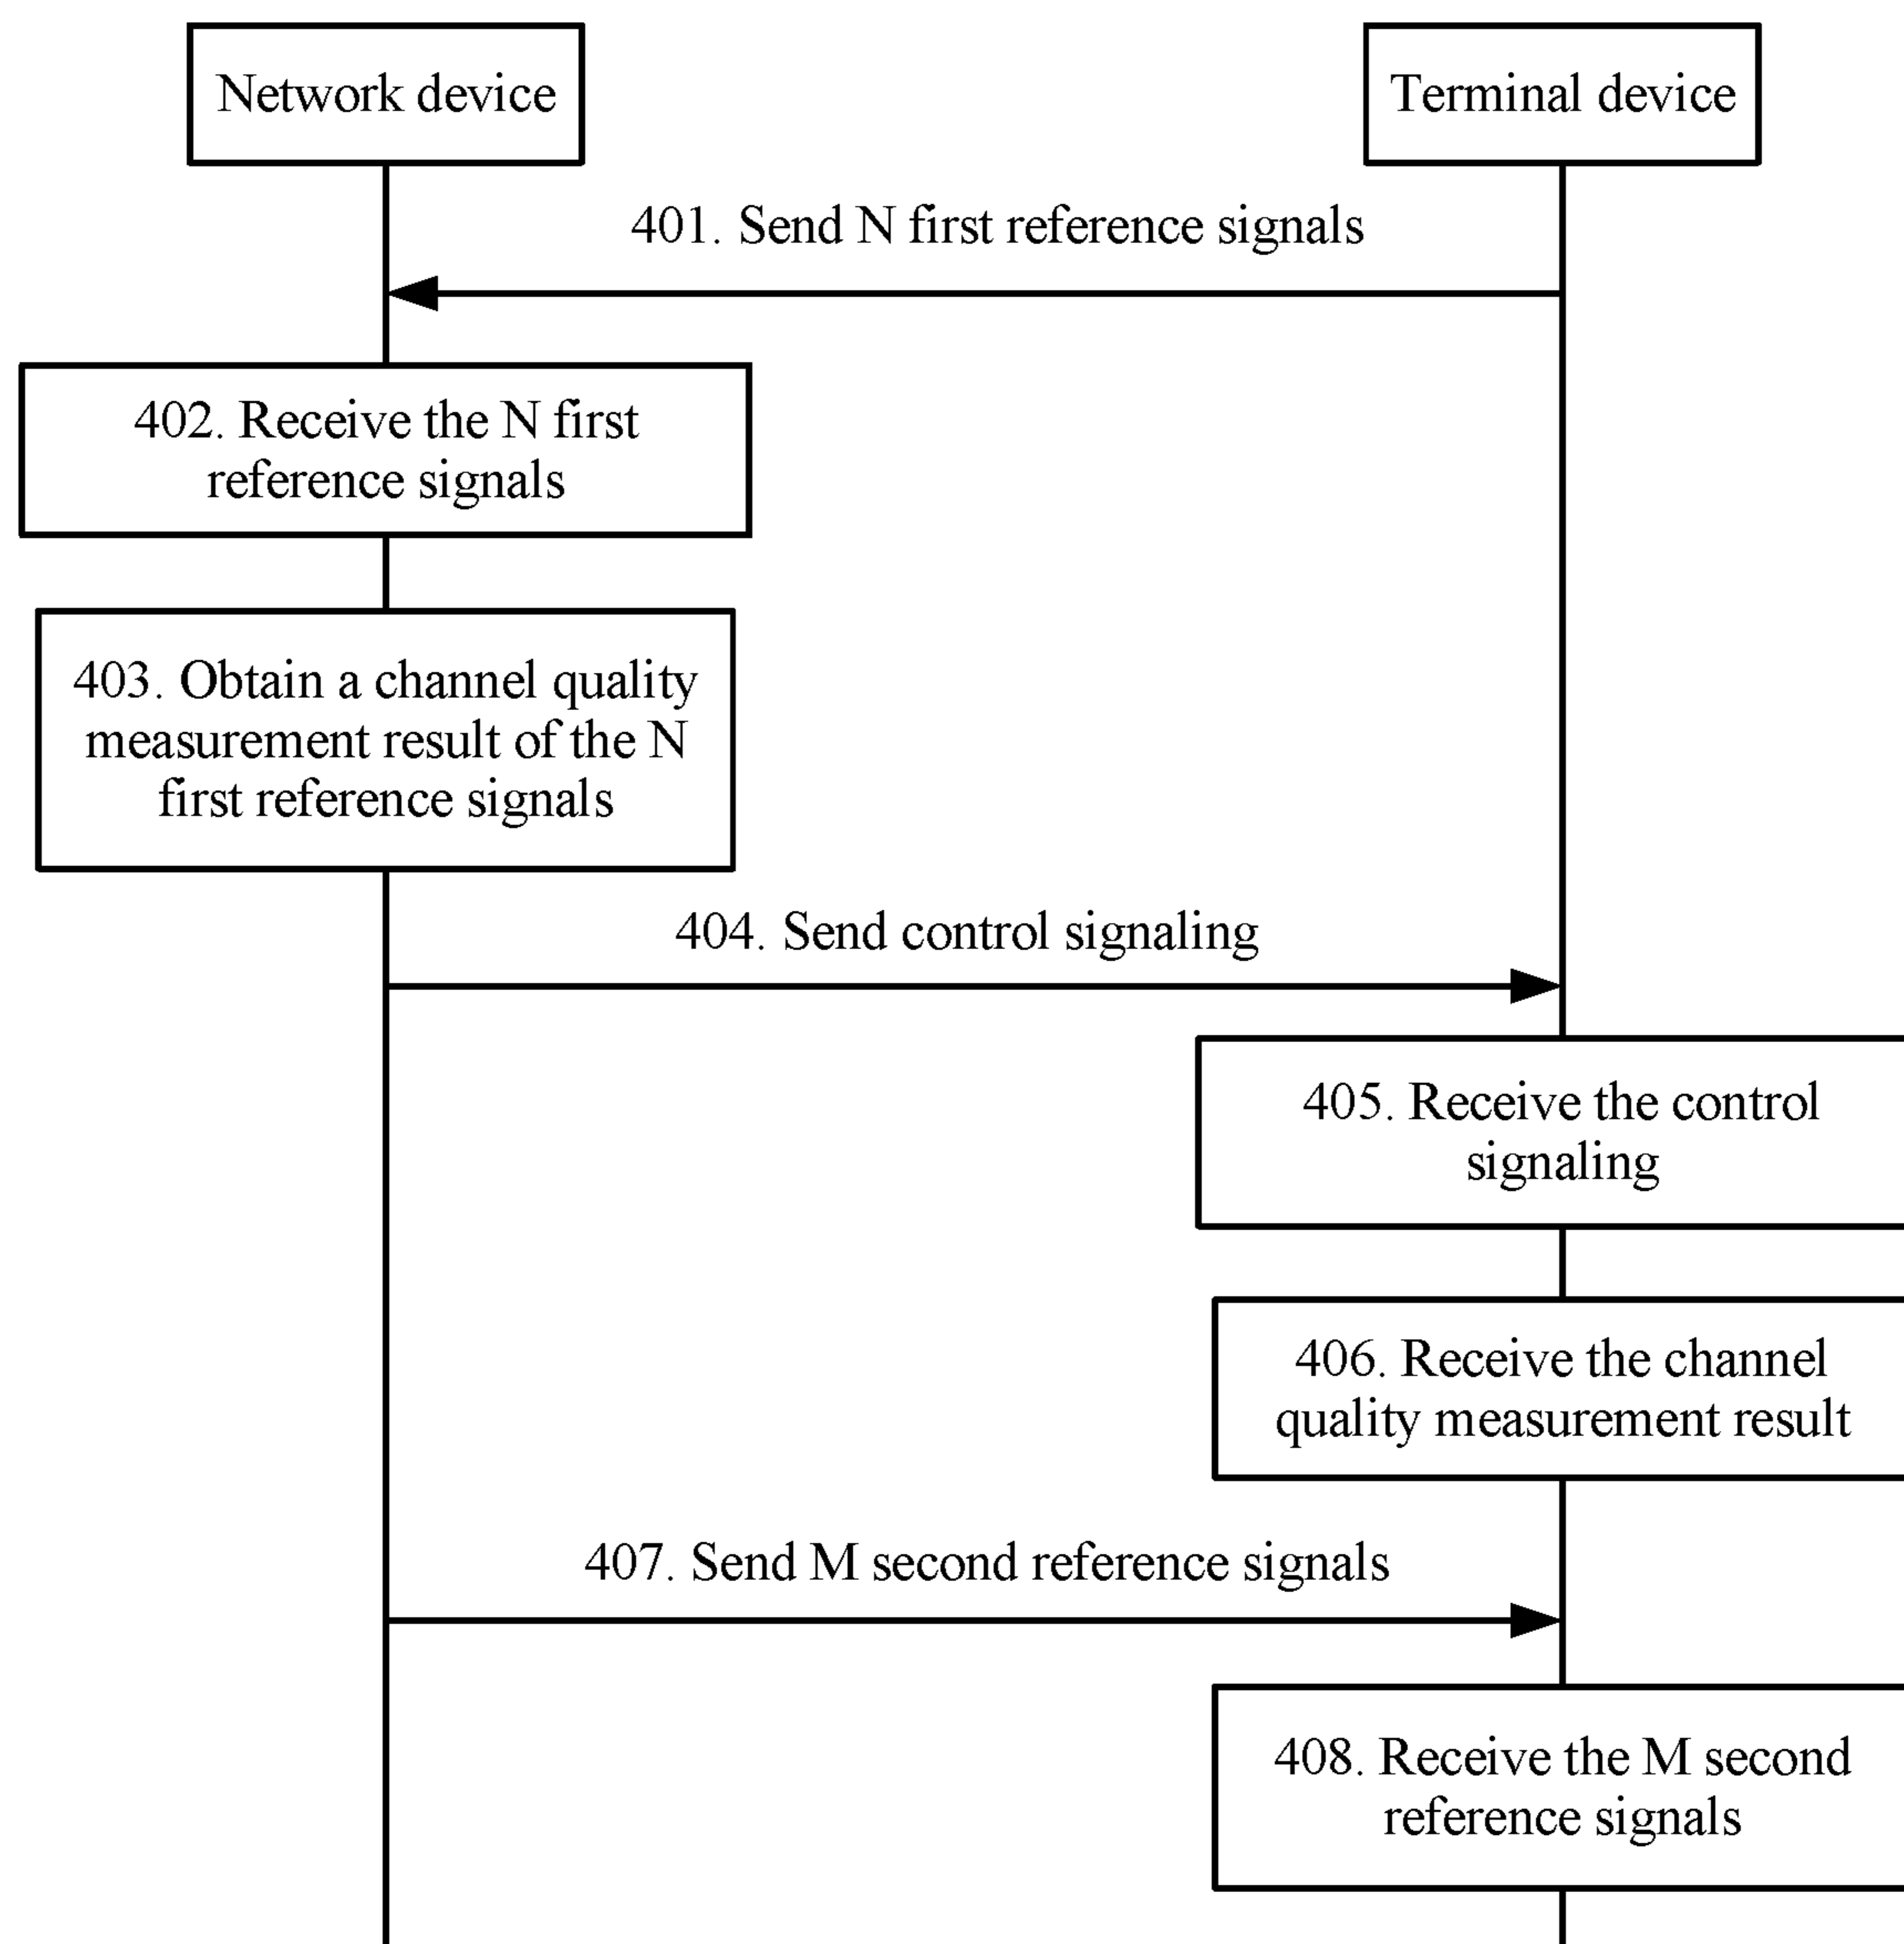 Network device
Terminal device
401. Send N first reference signals
402. Receive the N first
reference signals
403. Obtain a channel quality
measurement result of the N
first reference signals
404. Send control signaling
405. Receive the control
signaling
406. Receive the channel
quality measurement result
407. Send M second reference signals
408. Receive the M second
reference signals